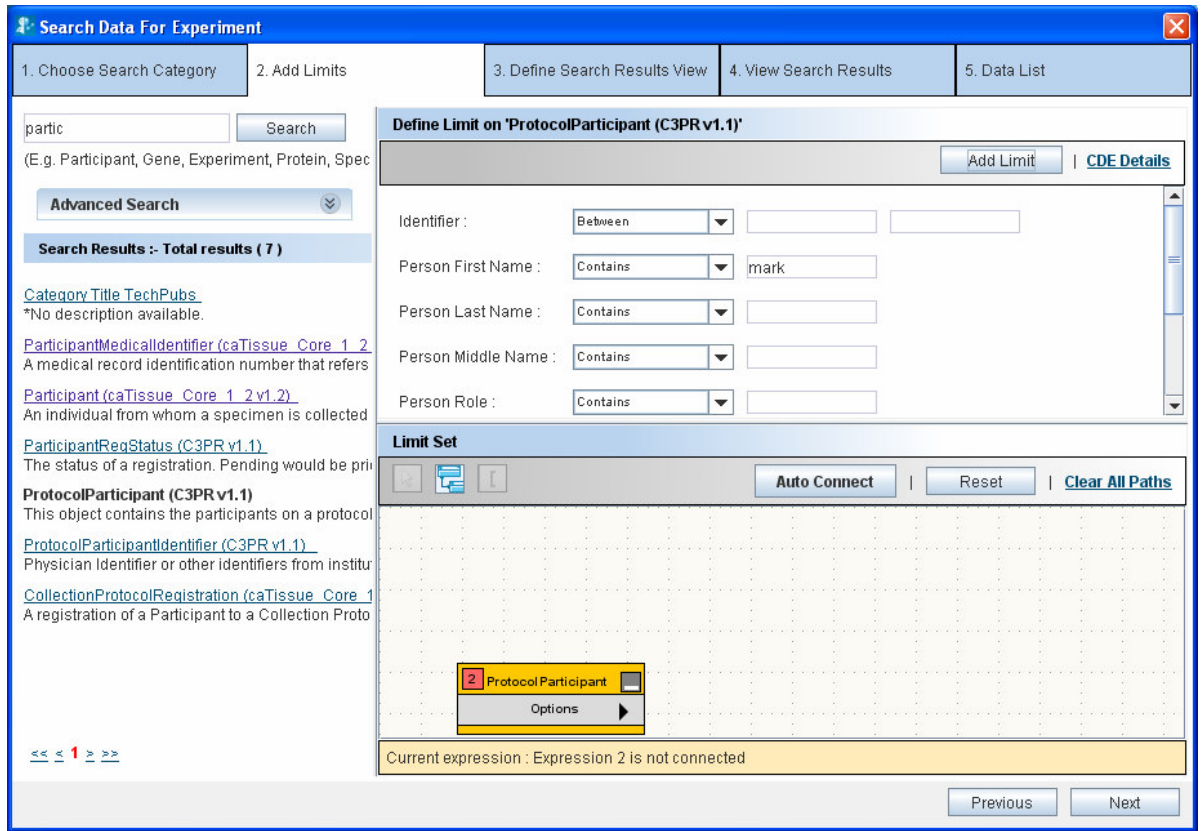 Search Data For Experiment
1. Choose Search Category
2. Add Limits
3. Define Search Results View
4. View Search Results
5. Data List
partic
Search
(E.g. Participant, Gene, Experiment, Protein, Spec
Advanced Search
Search Results :- Total results ( 7 )
Category Title TechPubs
*No description available.
ParticipantMedicalIdentifier (caTissue_Core_1_2
A medical record identification number that refers
Participant (caTissue_Core_1_2 v1.2)
An individual from whom a specimen is collected
ParticipantRegStatus (C3PR v1.1)
The status of a registration. Pending would be pri
ProtocolParticipant (C3PR v1.1)
This object contains the participants on a protocol
ProtocolParticipantIdentifier (C3PR v1.1)
Physician Identifier or other identifiers from institu
CollectionProtocolRegistration (caTissue_Core_1
A registration of a Participant to a Collection Proto
<< < 1 > >>
Define Limit on 'ProtocolParticipant (C3PR v1.1)'
Add Limit | CDE Details
Identifier : Between
Person First Name : Contains mark
Person Last Name : Contains
Person Middle Name : Contains
Person Role : Contains
Limit Set
Auto Connect | Reset | Clear All Paths
2 Protocol Participant
Options
Current expression : Expression 2 is not connected
Previous
Next